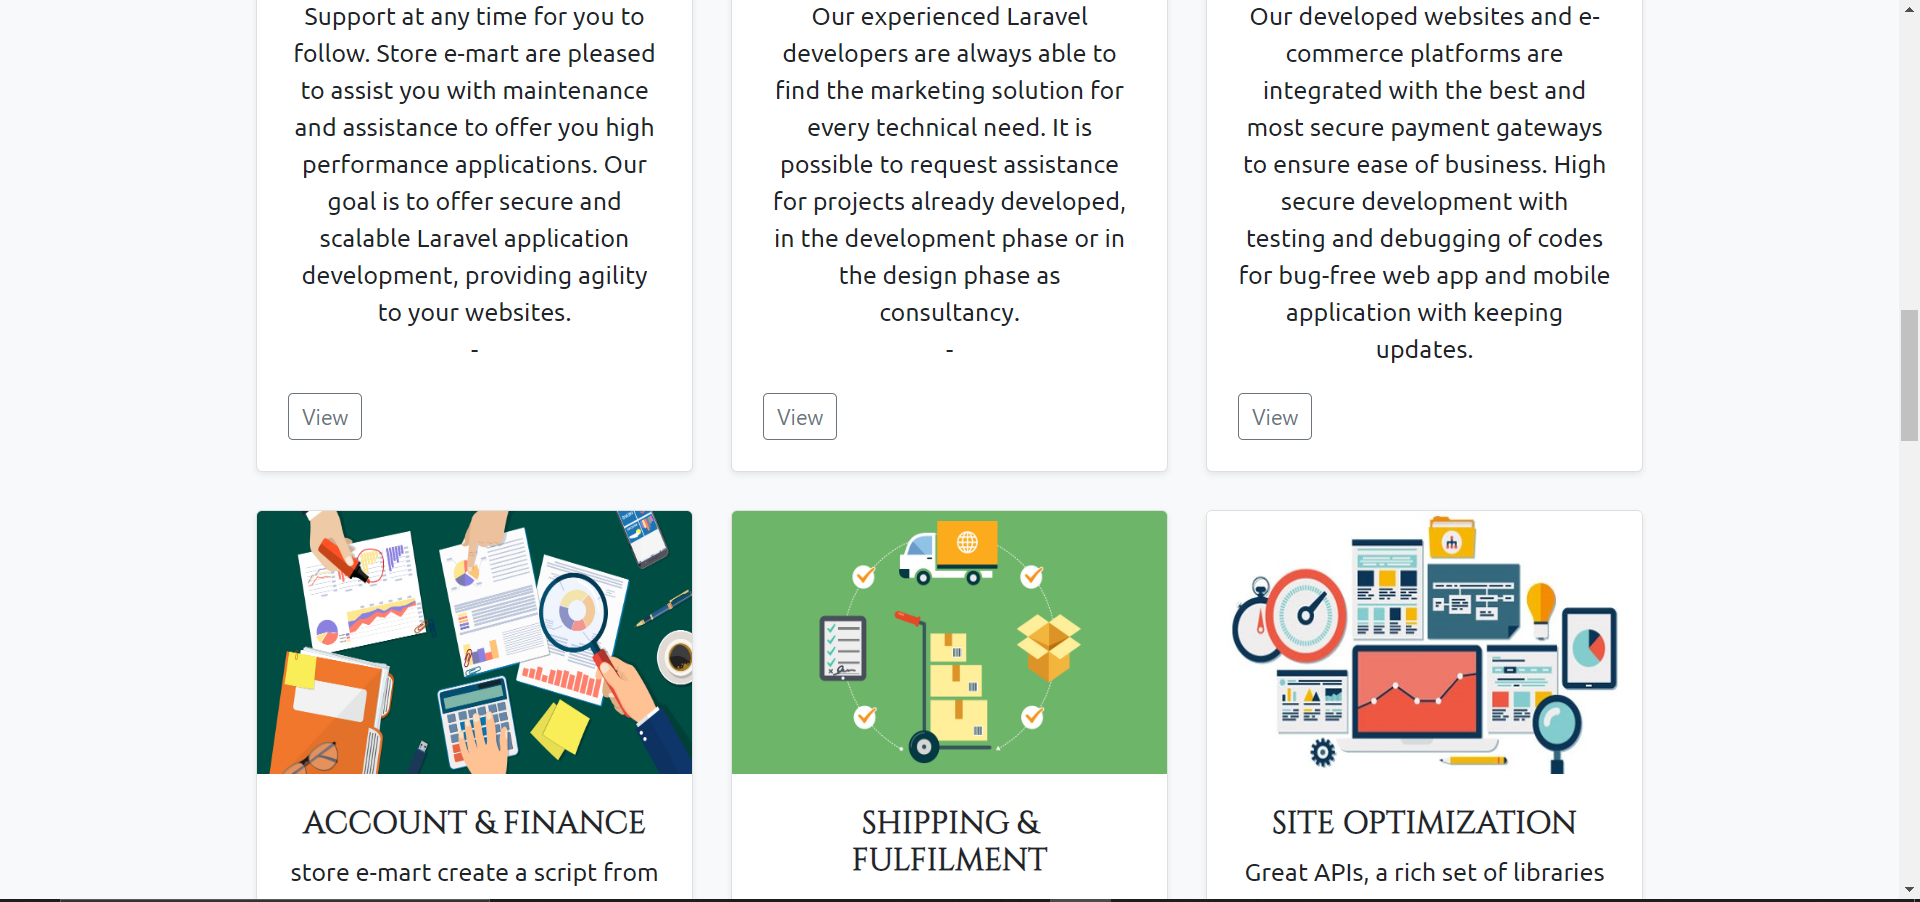 Support at any time for you to
follow. Store e-mart are pleased
to assist you with maintenance
and assistance to offer you high
performance applications. Our
goal is to offer secure and
scalable Laravel application
development, providing agility
to your websites.
-
View
Our experienced Laravel
developers are always able to
find the marketing solution for
every technical need. It is
possible to request assistance
for projects already developed,
in the development phase or in
the design phase as
consultancy.
-
View
Our developed websites and e-
commerce platforms are
integrated with the best and
most secure payment gateways
to ensure ease of business. High
secure development with
testing and debugging of codes
for bug-free web app and mobile
application with keeping
updates.
View
ACCOUNT & FINANCE
store e-mart create a script from
SHIPPING &
FULFILMENT
SITE OPTIMIZATION
Great APIs, a rich set of libraries